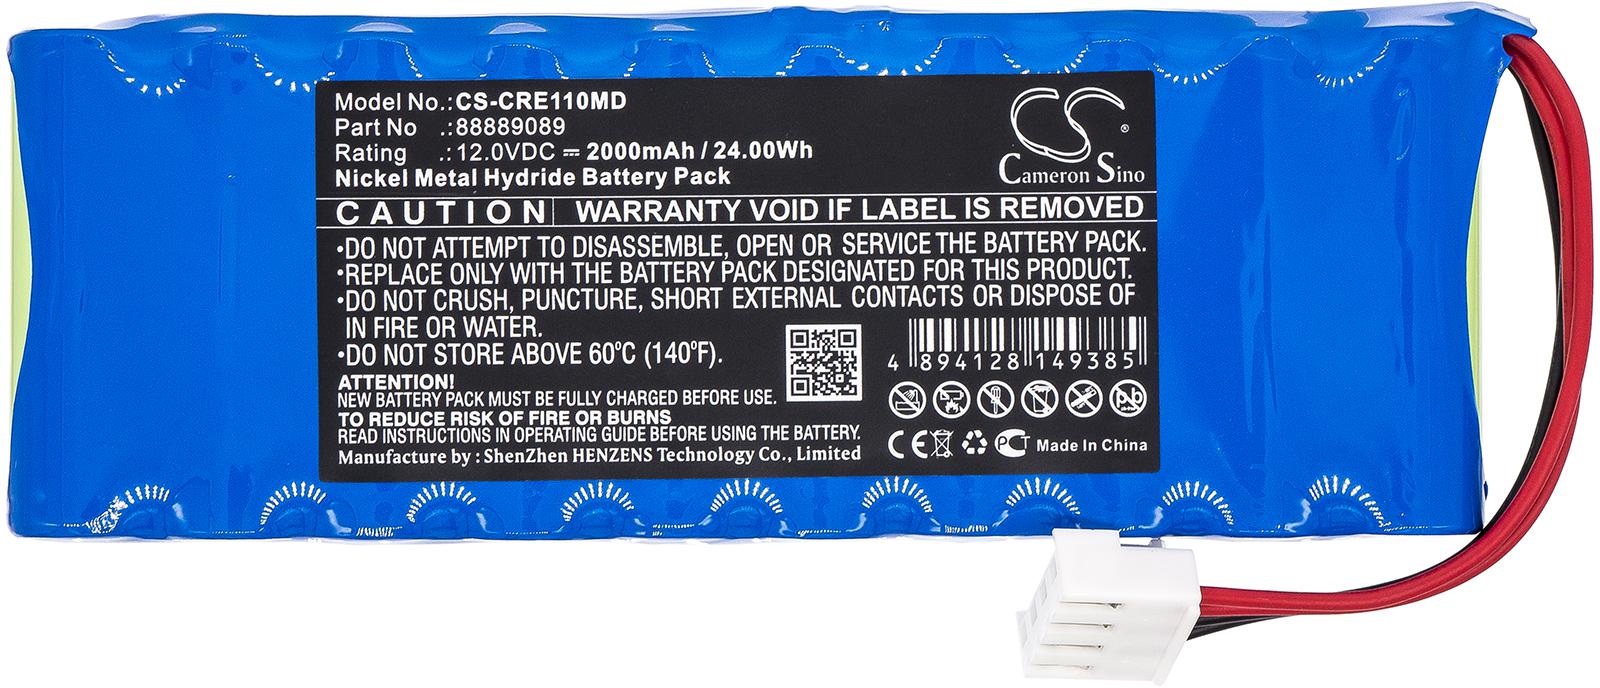 Model No.:CS-CRE110MD
Part No .:88889089
Rating .:12.0VDC ⎓ 2000mAh / 24.00Wh
Nickel Metal Hydride Battery Pack
CS®
Cameron Sino
CAUTION WARRANTY VOID IF LABEL IS REMOVED
•DO NOT ATTEMPT TO DISASSEMBLE, OPEN OR SERVICE THE BATTERY PACK.
•REPLACE ONLY WITH THE BATTERY PACK DESIGNATED FOR THIS PRODUCT.
•DO NOT CRUSH, PUNCTURE, SHORT EXTERNAL CONTACTS OR DISPOSE OF
IN FIRE OR WATER.
•DO NOT STORE ABOVE 60ºC (140ºF).
ATTENTION!
NEW BATTERY PACK MUST BE FULLY CHARGED BEFORE USE.
TO REDUCE RISK OF FIRE OR BURNS
READ INSTRUCTIONS IN OPERATING GUIDE BEFORE USING THE BATTERY.
Manufacture by : ShenZhen HENZENS Technology Co., Limited
4 894128 149385
CE PCT Made In China